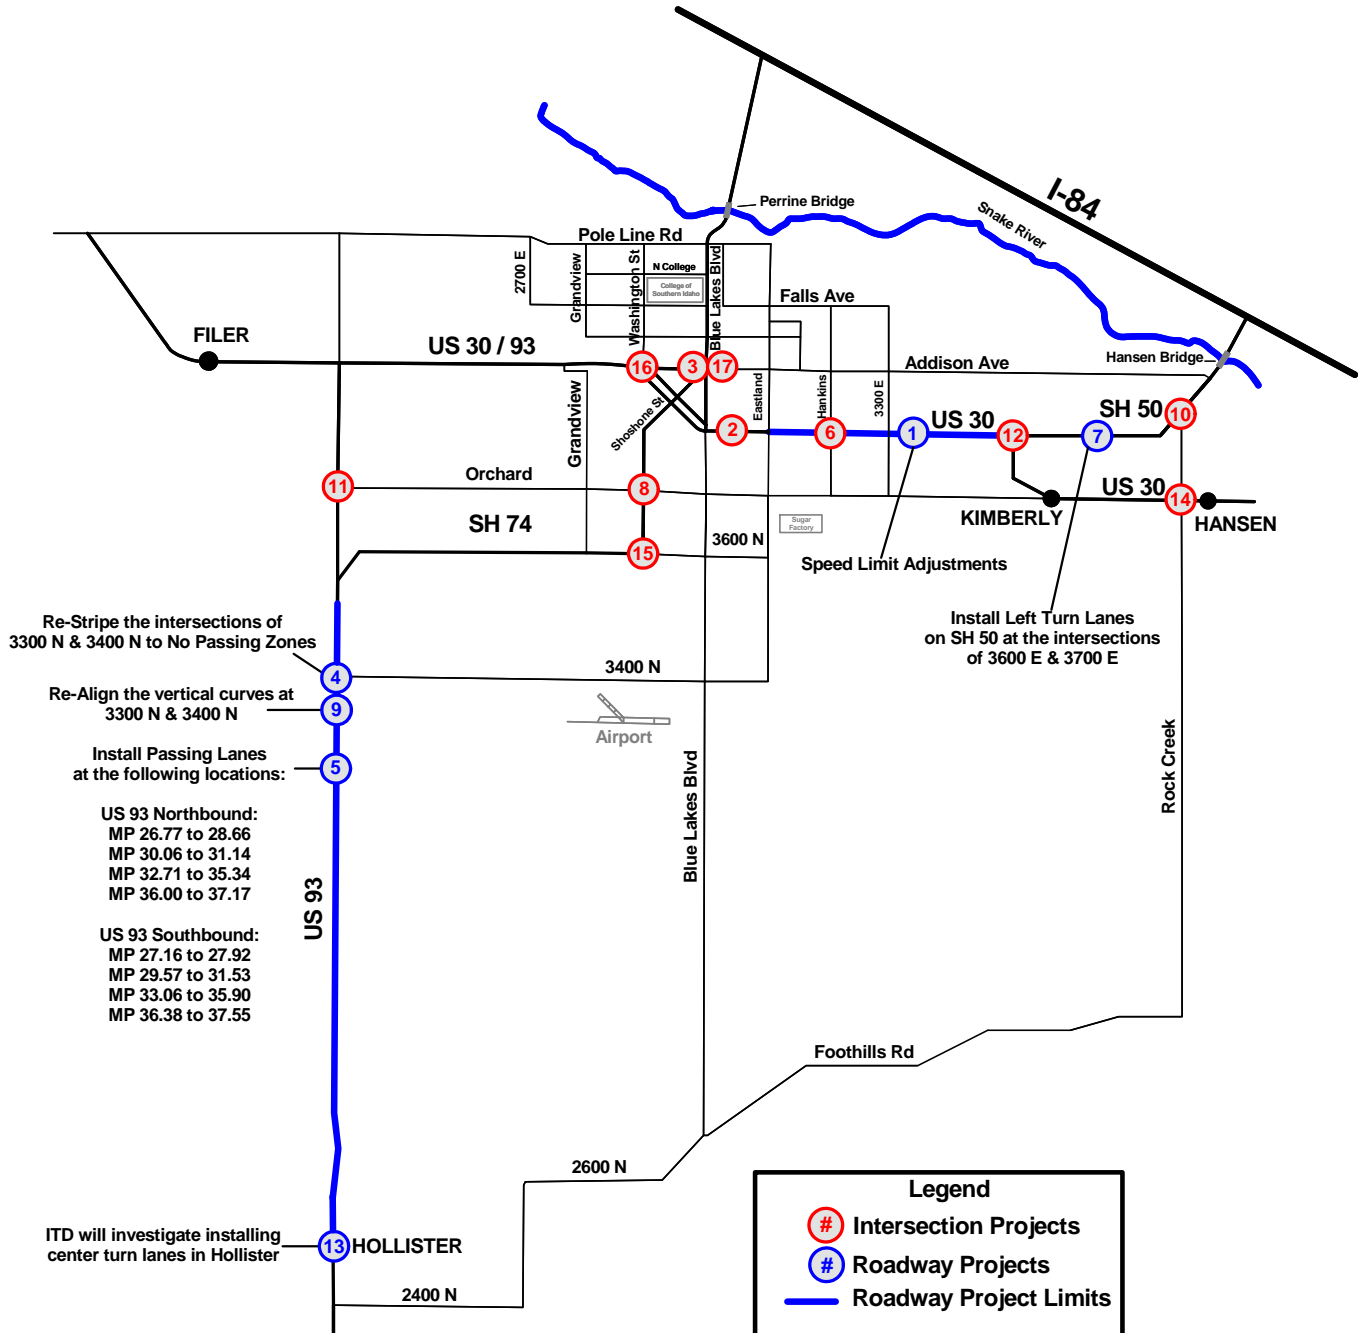 I-84
Snake River
Perrine Bridge
Pole Line Rd
2700 E
Grandview
Washington St
N College
College of
Southern Idaho
Blue Lakes Blvd
Falls Ave
FILER
US 30 / 93
Hansen Bridge
Addison Ave
16
3
17
Eastland
Hankins
3300 E
Grandview
Shoshone St
2
6
1
US 30
12
7
SH 50
10
11
Orchard
8
US 30
14
KIMBERLY
HANSEN
SH 74
Sugar
Factory
3600 N
15
Speed Limit Adjustments
Install Left Turn Lanes
on SH 50 at the intersections
of 3600 E & 3700 E
Re-Stripe the intersections of
3300 N & 3400 N to No Passing Zones
4
3400 N
Re-Align the vertical curves at
3300 N & 3400 N
9
Airport
Install Passing Lanes
at the following locations:
5
US 93 Northbound:
MP 26.77 to 28.66
MP 30.06 to 31.14
MP 32.71 to 35.34
MP 36.00 to 37.17
US 93 Southbound:
MP 27.16 to 27.92
MP 29.57 to 31.53
MP 33.06 to 35.90
MP 36.38 to 37.55
US 93
Blue Lakes Blvd
Rock Creek
Foothills Rd
2600 N
ITD will investigate installing
center turn lanes in Hollister
13
HOLLISTER
2400 N
Legend
# Intersection Projects
# Roadway Projects
Roadway Project Limits